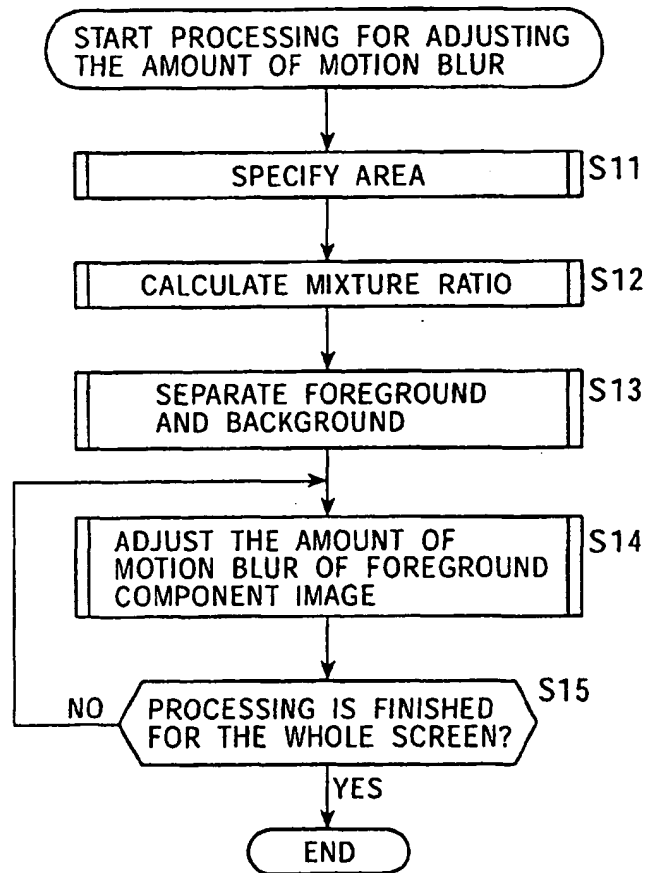 START PROCESSING FOR ADJUSTING
THE AMOUNT OF MOTION BLUR
SPECIFY AREA
S11
CALCULATE MIXTURE RATIO
S12
SEPARATE FOREGROUND
AND BACKGROUND
S13
ADJUST THE AMOUNT OF
MOTION BLUR OF FOREGROUND
COMPONENT IMAGE
S14
PROCESSING IS FINISHED
FOR THE WHOLE SCREEN?
S15
NO
YES
END